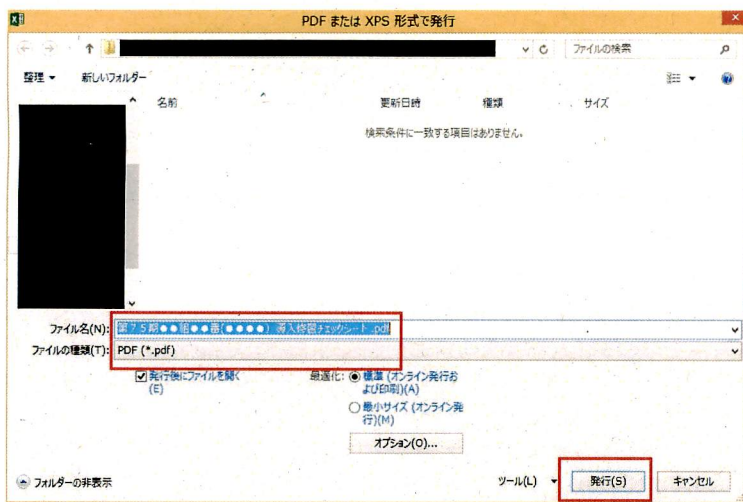 PDF または XPS 形式で発行
ファイルの検索
整理 新しいフォルダー
名前 更新日時 種類 サイズ
検索条件に一致する項目はありません。
ファイル名(N): 第75期●●組●●番(●●●●) 導入修習チェックシート.pdf
ファイルの種類(T): PDF (*.pdf)
発行後にファイルを開く
(E)
最適化: 標準 (オンライン発行お
よび印刷)(A)
最小サイズ (オンライン発
行)(M)
オプション(O)...
フォルダーの非表示 ツール(L) 発行(S) キャンセル